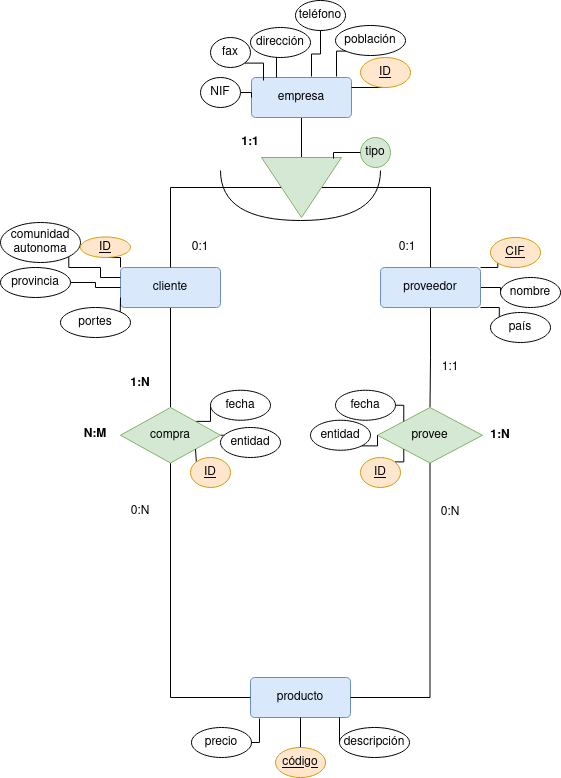 teléfono
dirección
población
fax
ID
NIF
empresa
1:1
tipo
comunidad
autonoma
ID
0:1
0:1
CIF
provincia
cliente
proveedor
nombre
portes
país
1:1
1:N
fecha
fecha
N:M
compra
entidad
entidad
provee
1:N
ID
ID
0:N
0:N
producto
precio
descripción
código